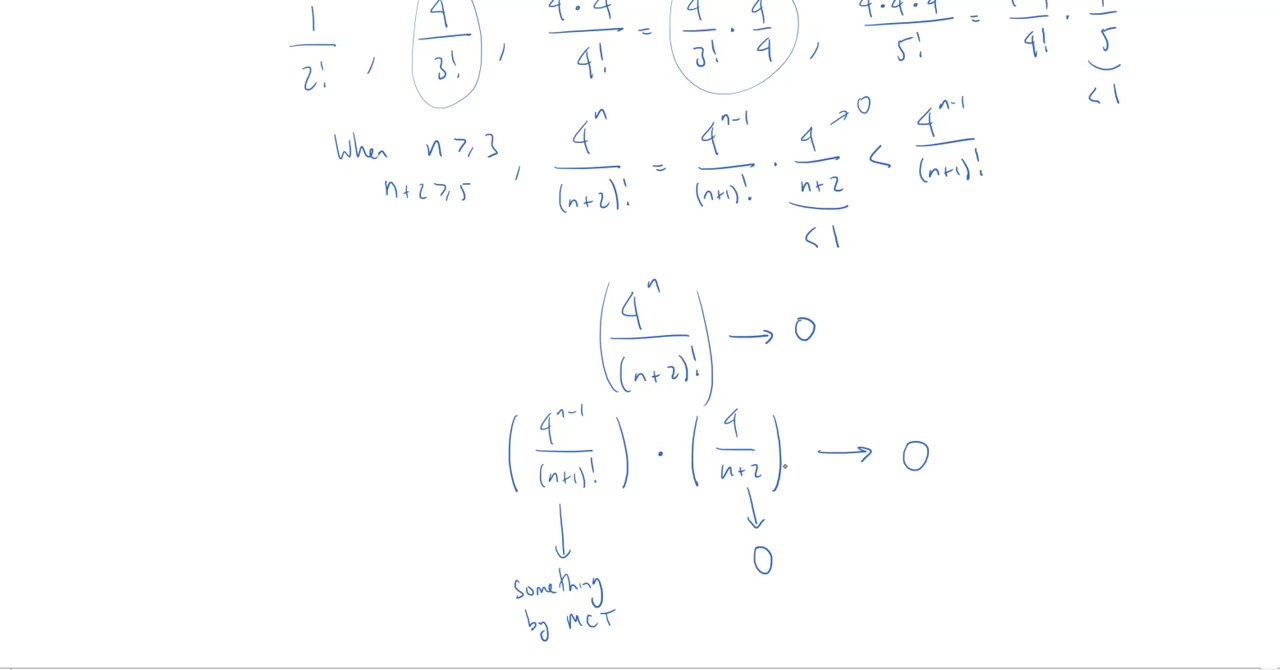 1/2! , 4/3! , 4·4/4! = 4/3! · 4/4 , 4·4·4/5! = /4! · /5 < 1
When n ≥ 3 , 4^n/(n+2)! = 4^(n-1)/(n+1)! · 4/(n+2) → 0 < 4^(n-1)/(n+1)!
n+2 ≥ 5
< 1
(4^n/(n+2)!) → 0
(4^(n-1)/(n+1)!) · (4/(n+2)) → 0
↓ ↓
something 0
by MCT